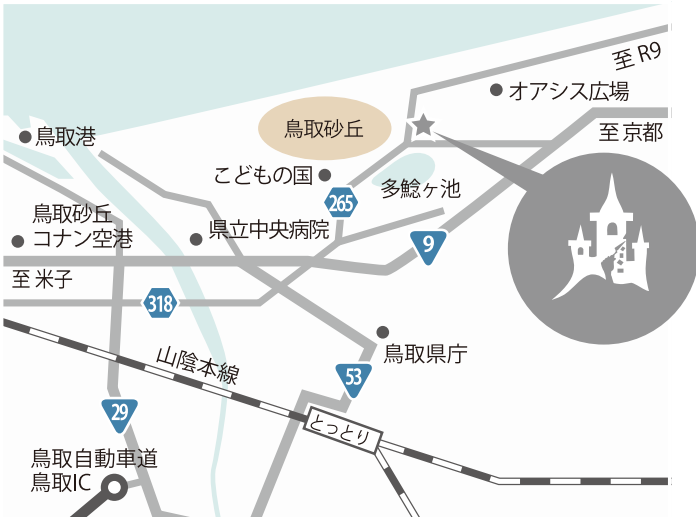 至 R9
オアシス広場
鳥取砂丘
至 京都
鳥取港
こどもの国
多鯰ヶ池
265
鳥取砂丘
コナン空港
県立中央病院
9
至 米子
318
鳥取県庁
山陰本線
53
29
とっとり
鳥取自動車道
鳥取IC